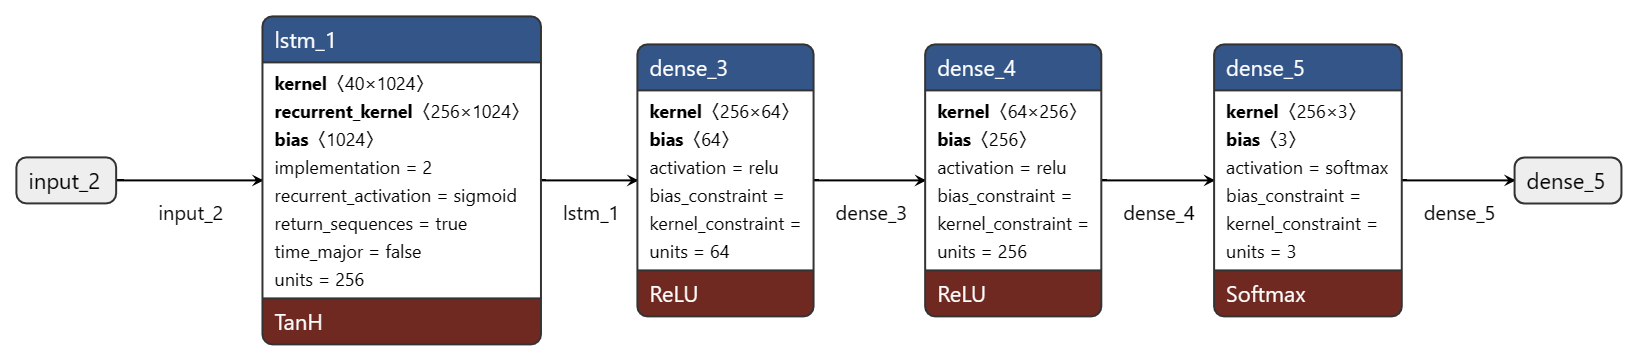 input_2
input_2
lstm_1
kernel〈40×1024〉
recurrent_kernel〈256×1024〉
bias〈1024〉
implementation = 2
recurrent_activation = sigmoid
return_sequences = true
time_major = false
units = 256
TanH
lstm_1
dense_3
kernel〈256×64〉
bias〈64〉
activation = relu
bias_constraint =
kernel_constraint =
units = 64
ReLU
dense_3
dense_4
kernel〈64×256〉
bias〈256〉
activation = relu
bias_constraint =
kernel_constraint =
units = 256
ReLU
dense_4
dense_5
kernel〈256×3〉
bias〈3〉
activation = softmax
bias_constraint =
kernel_constraint =
units = 3
Softmax
dense_5
dense_5